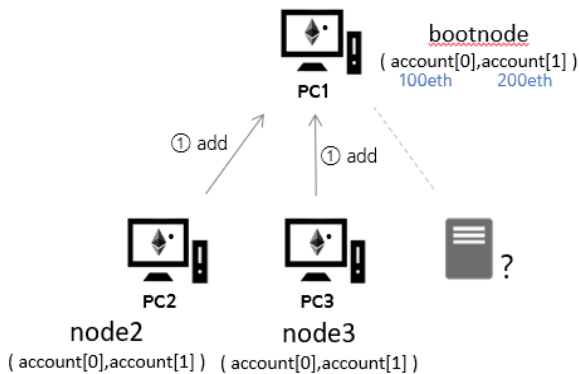 bootnode
( account[0],account[1] )
100eth 200eth
PC1
① add
① add
?
PC2
PC3
node2
node3
( account[0],account[1] )
( account[0],account[1] )